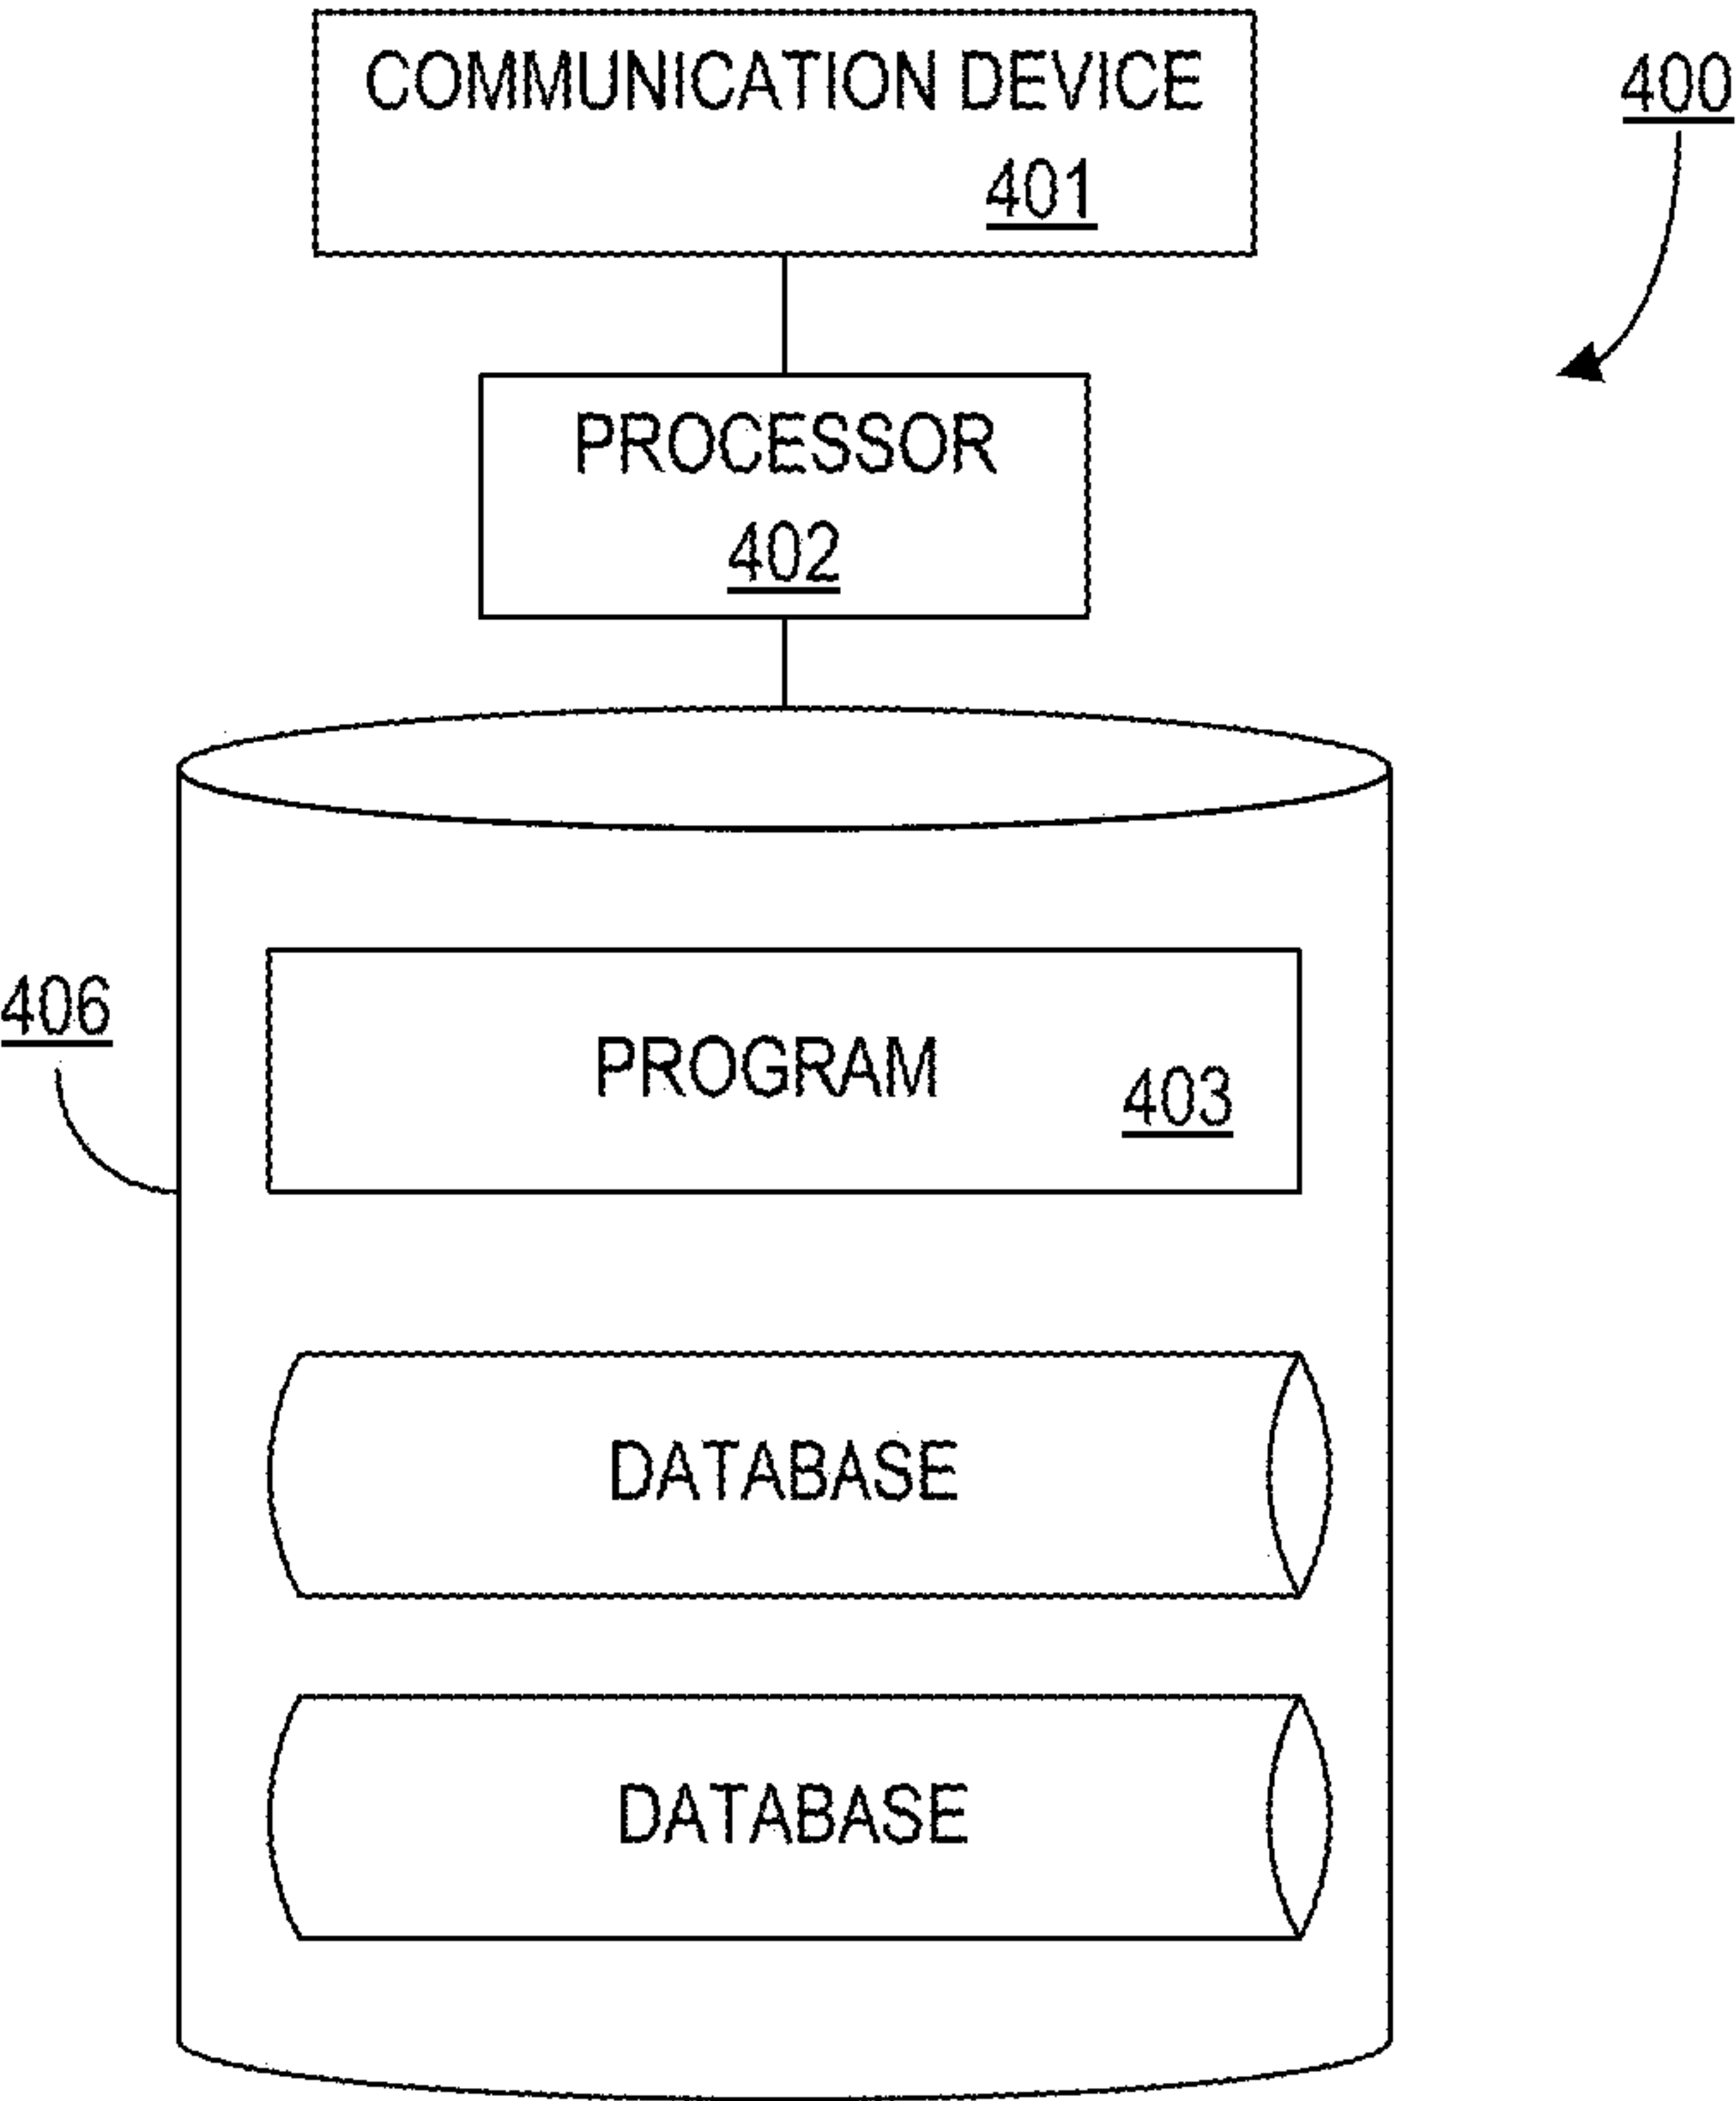 COMMUNICATION DEVICE
401
400
PROCESSOR
402
406
PROGRAM
403
DATABASE
DATABASE